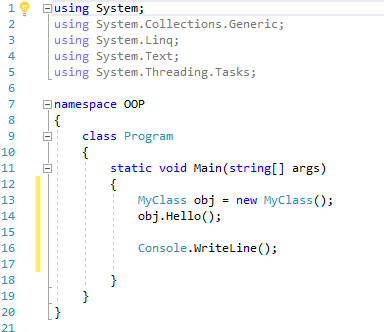 1 using System;
2 using System.Collections.Generic;
3 using System.Linq;
4 using System.Text;
5 using System.Threading.Tasks;
6
7 namespace OOP
8 {
9 class Program
10 {
11 static void Main(string[] args)
12 {
13 MyClass obj = new MyClass();
14 obj.Hello();
15
16 Console.WriteLine();
17
18 }
19 }
20 }
21